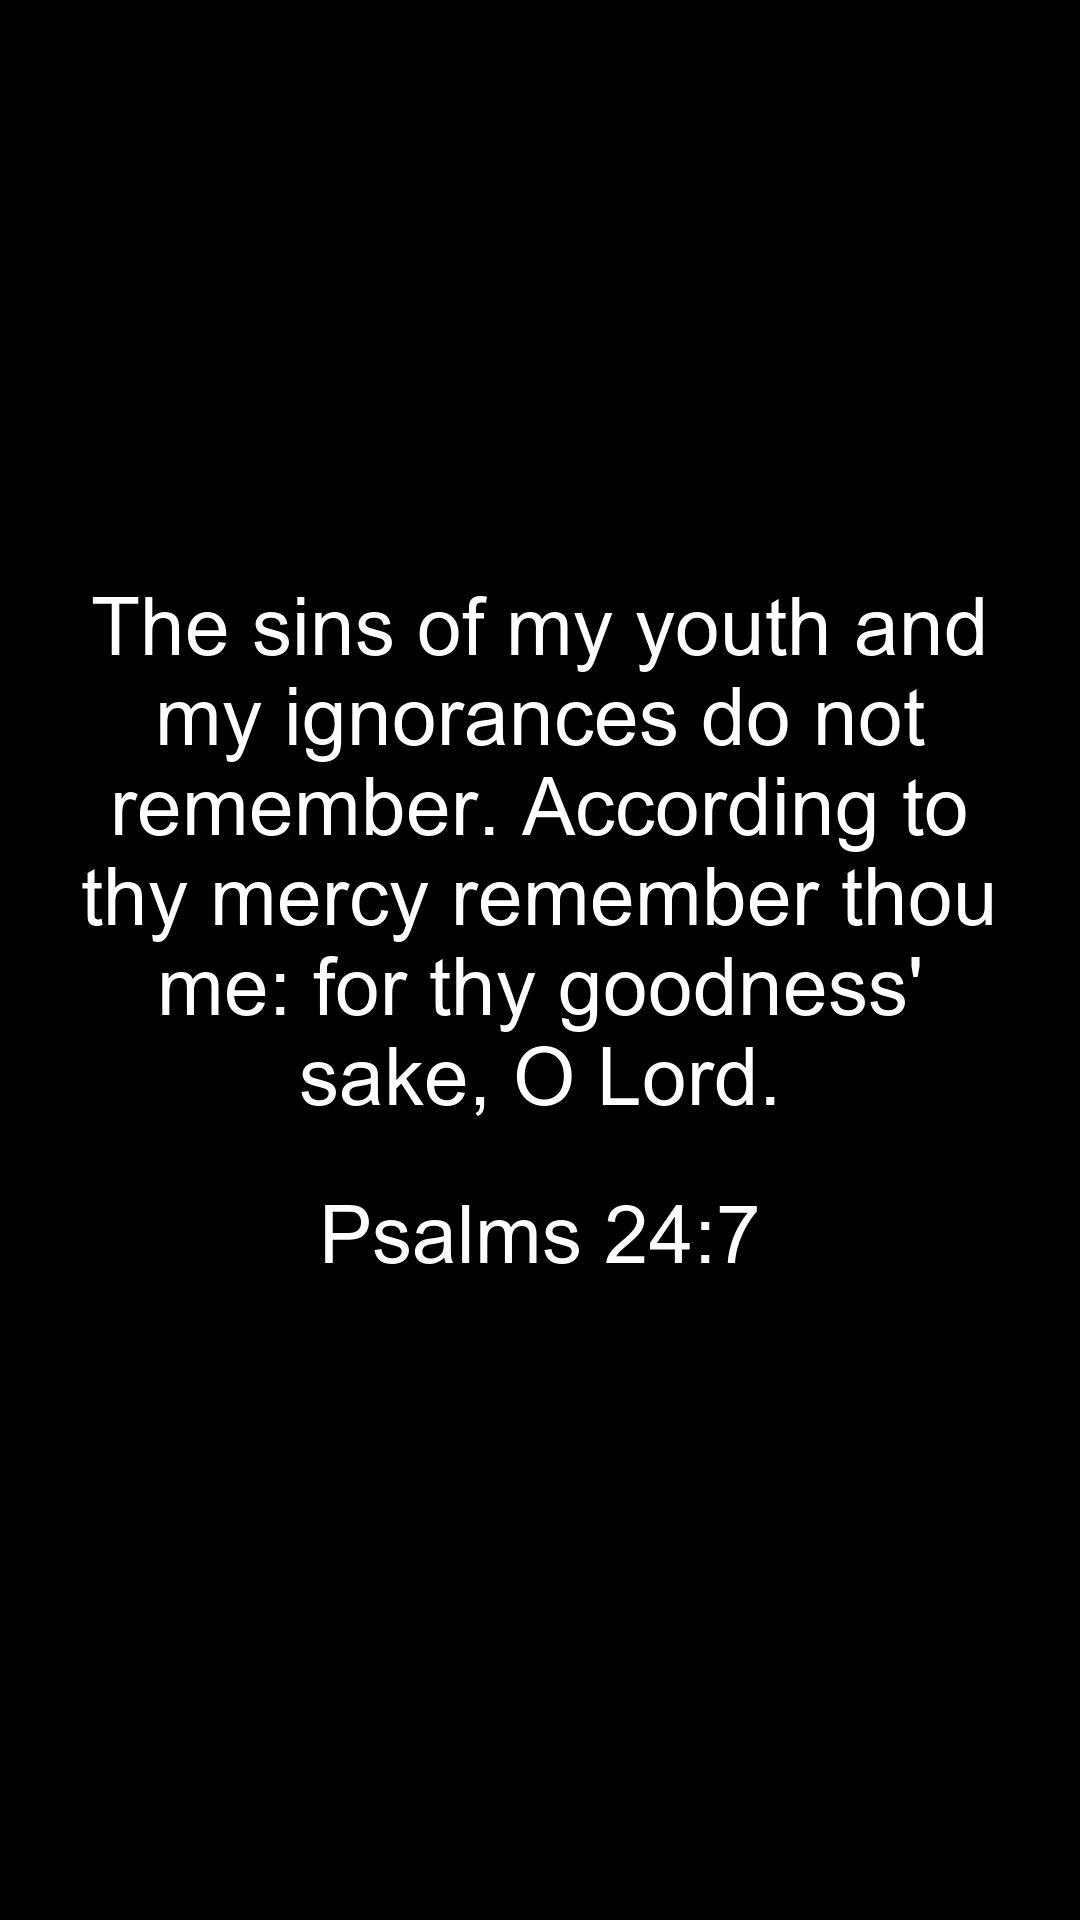 The sins of my youth and
my ignorances do not
remember. According to
thy mercy remember thou
me: for thy goodness'
sake, O Lord.
Psalms 24:7